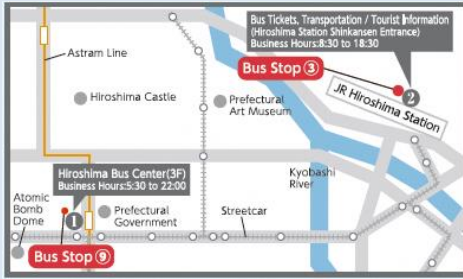 Bus Tickets, Transportation / Tourist Information
(Hiroshima Station Shinkansen Entrance)
Business Hours:8:30 to 18:30
Astram Line
Bus Stop ③
❷
JR Hiroshima Station
Hiroshima Castle
Prefectural
Art Museum
Hiroshima Bus Center(3F)
Business Hours:5:30 to 22:00
Kyobashi
River
Atomic
Bomb
Dome
❶
Prefectural
Government
Streetcar
Bus Stop ⑨